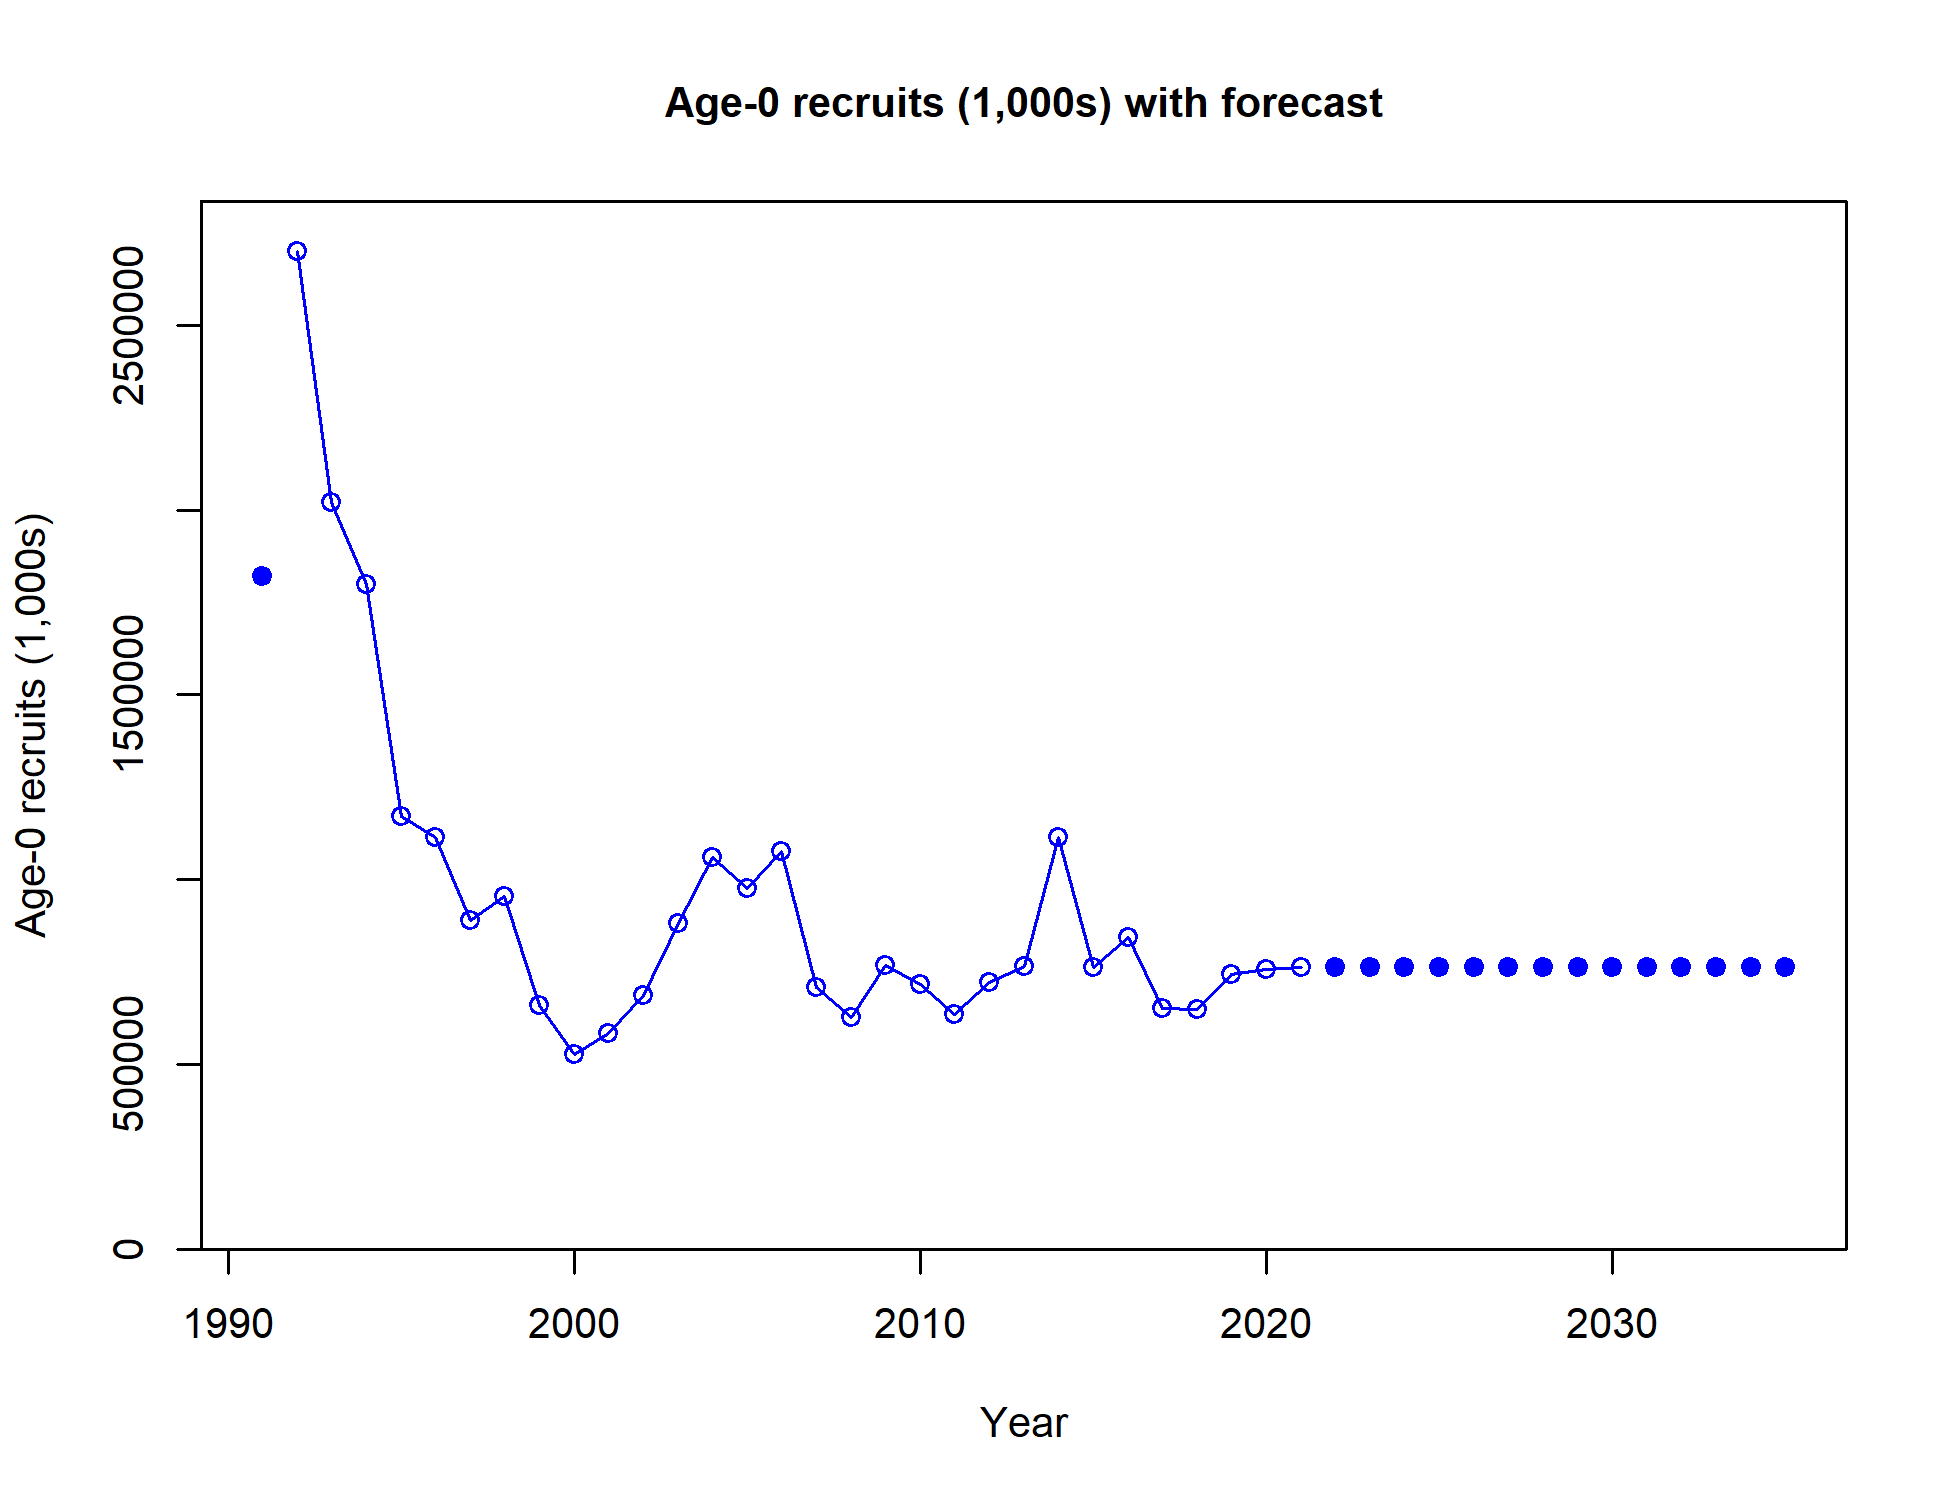 Age-0 recruits (1,000s) with forecast
Age-0 recruits (1,000s)
2500000
1500000
500000
0
1990 2000 2010 2020 2030
Year